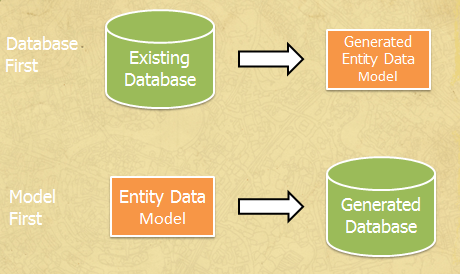 Database
First
Existing
Database
Generated
Entity Data
Model
Model
First
Entity Data
Model
Generated
Database